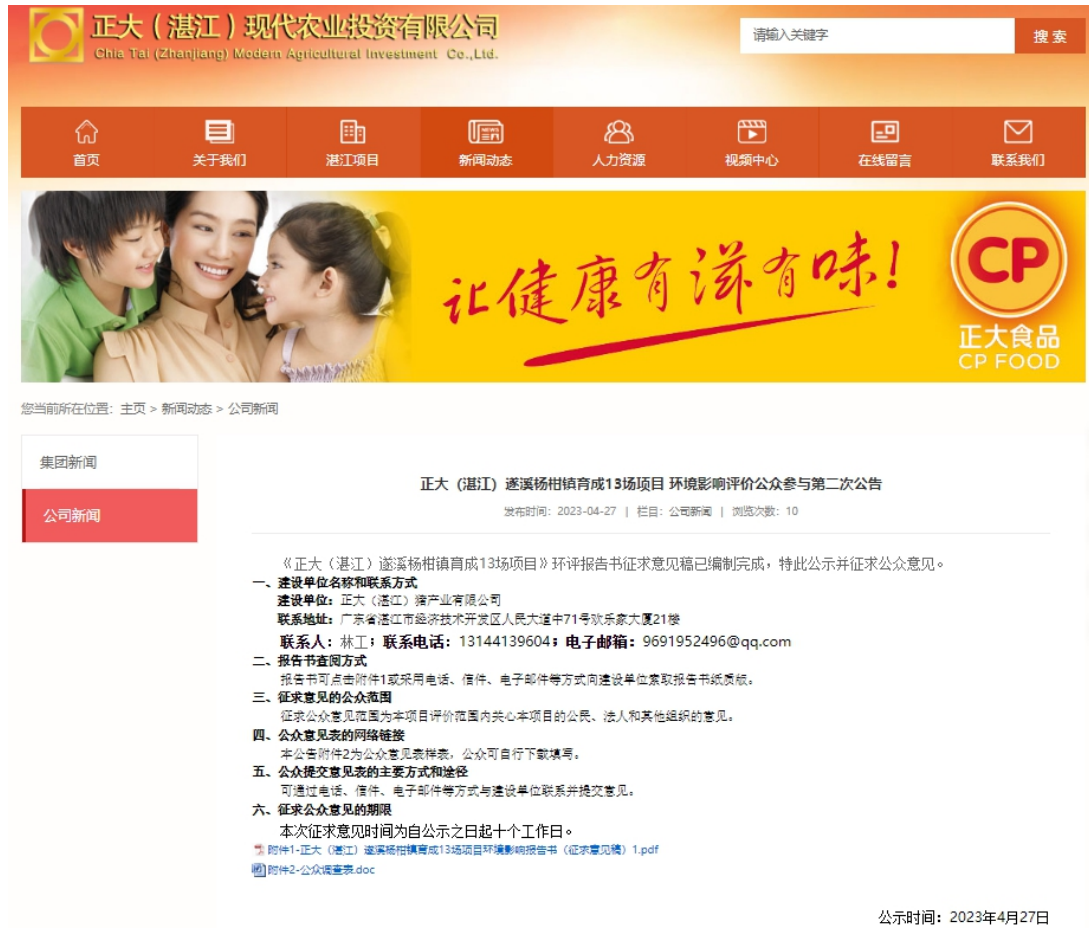 正大（湛江）现代农业投资有限公司
Chia Tai (Zhanjiang) Modern Agricultural Investment Co.,Ltd.
请输入关键字
搜 索
首页
关于我们
湛江项目
NEWS
新闻动态
人力资源
视频中心
在线留言
联系我们
让健康有滋有味!
CP
正大食品
CP FOOD
您当前所在位置：主页 > 新闻动态 > 公司新闻
集团新闻
公司新闻
正大（湛江）遂溪杨柑镇育成13场项目 环境影响评价公众参与第二次公告
发布时间：2023-04-27 | 栏目：公司新闻 | 浏览次数：10
《正大（湛江）遂溪杨柑镇育成13场项目》环评报告书征求意见稿已编制完成，特此公示并征求公众意见。
一、建设单位名称和联系方式
建设单位：正大（湛江）猪产业有限公司
联系地址：广东省湛江市经济技术开发区人民大道中71号欢乐家大厦21楼
联系人：林工；联系电话：13144139604；电子邮箱：9691952496@qq.com
二、报告书查阅方式
报告书可点击附件1或采用电话、信件、电子邮件等方式向建设单位索取报告书纸质版。
三、征求意见的公众范围
征求公众意见范围为本项目评价范围内关心本项目的公民、法人和其他组织的意见。
四、公众意见表的网络链接
本公告附件2为公众意见表样表，公众可自行下载填写。
五、公众提交意见表的主要方式和途径
可通过电话、信件、电子邮件等方式与建设单位联系并提交意见。
六、征求公众意见的期限
本次征求意见时间为自公示之日起十个工作日。
附件1-正大（湛江）遂溪杨柑镇育成13场项目环境影响报告书（征求意见稿）1.pdf
附件2-公众调查表.doc
公示时间：2023年4月27日